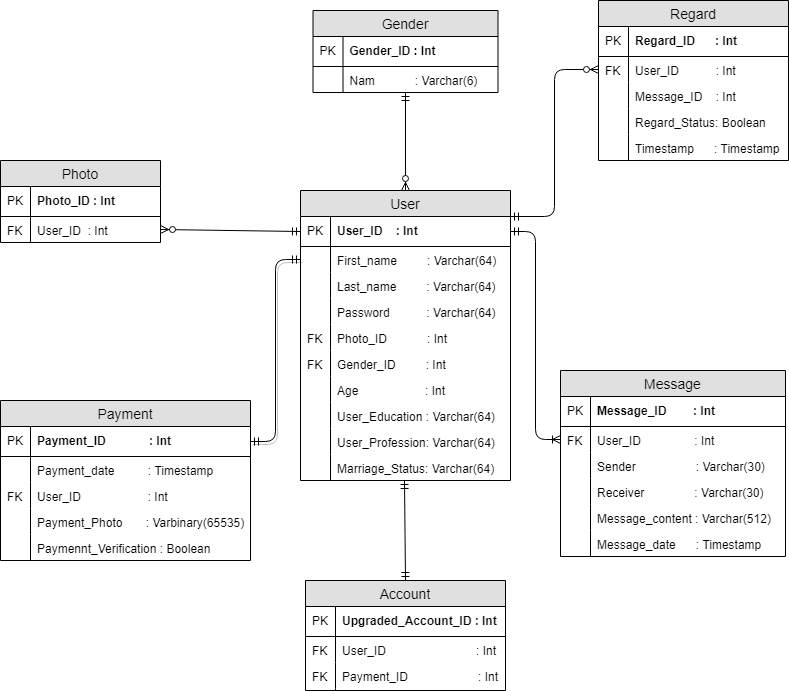 Gender
PK Gender_ID : Int
Nam : Varchar(6)
Regard
PK Regard_ID : Int
FK User_ID : Int
Message_ID : Int
Regard_Status: Boolean
Timestamp : Timestamp
Photo
PK Photo_ID : Int
FK User_ID : Int
User
PK User_ID : Int
First_name : Varchar(64)
Last_name : Varchar(64)
Password : Varchar(64)
FK Photo_ID : Int
FK Gender_ID : Int
Age : Int
User_Education : Varchar(64)
User_Profession: Varchar(64)
Marriage_Status: Varchar(64)
Payment
PK Payment_ID : Int
Payment_date : Timestamp
FK User_ID : Int
Payment_Photo : Varbinary(65535)
Paymennt_Verification : Boolean
Message
PK Message_ID : Int
FK User_ID : Int
Sender : Varchar(30)
Receiver : Varchar(30)
Message_content : Varchar(512)
Message_date : Timestamp
Account
PK Upgraded_Account_ID : Int
FK User_ID : Int
FK Payment_ID : Int